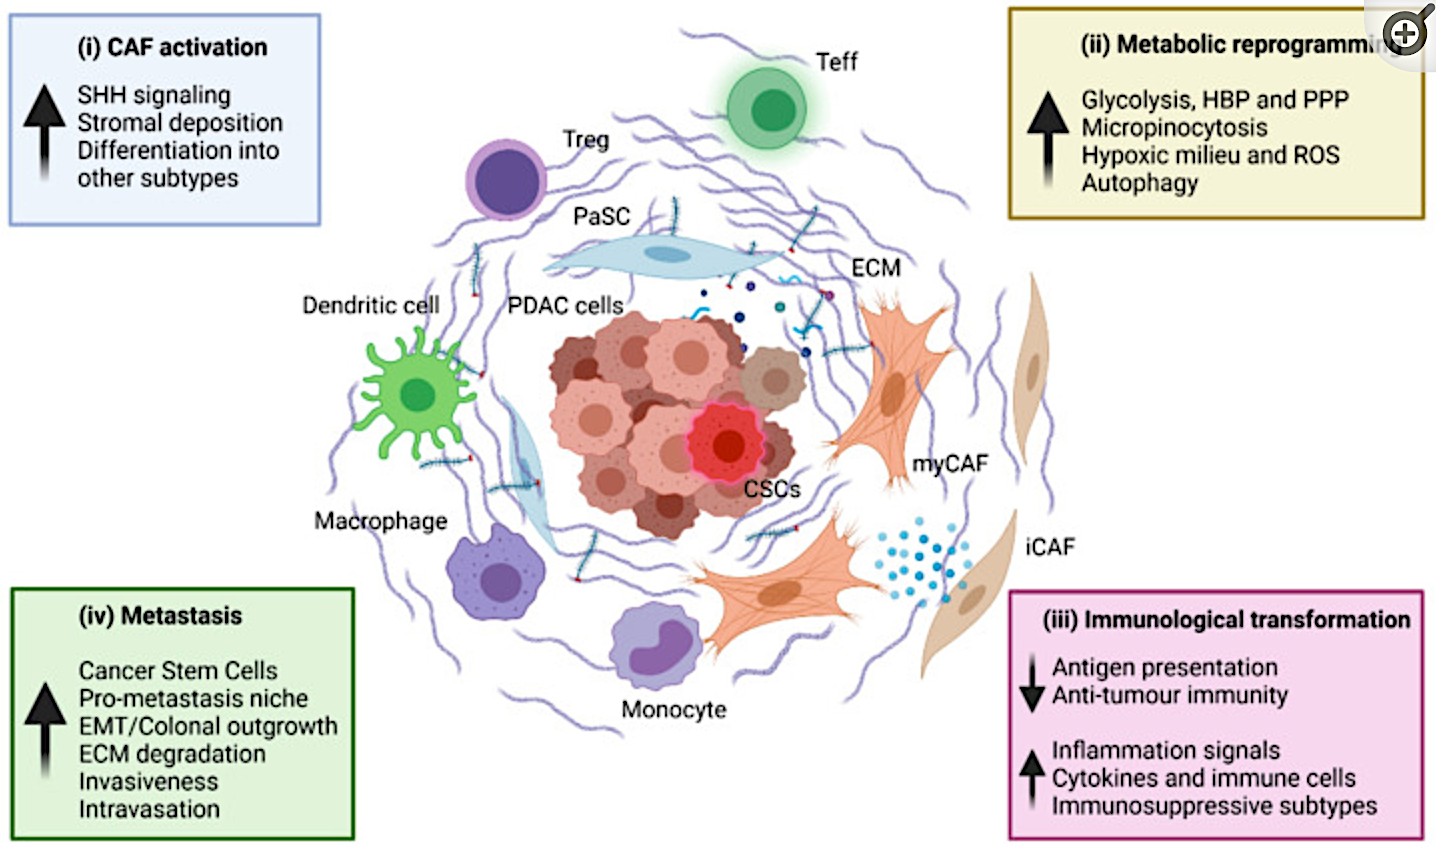 (i) CAF activation
SHH signaling
Stromal deposition
Differentiation into
other subtypes
(ii) Metabolic reprogramming
Glycolysis, HBP and PPP
Micropinocytosis
Hypoxic milieu and ROS
Autophagy
Teff
Treg
PaSC
ECM
Dendritic cell
PDAC cells
myCAF
CSCs
Macrophage
iCAF
Monocyte
(iv) Metastasis
Cancer Stem Cells
Pro-metastasis niche
EMT/Colonal outgrowth
ECM degradation
Invasiveness
Intravasation
(iii) Immunological transformation
Antigen presentation
Anti-tumour immunity
Inflammation signals
Cytokines and immune cells
Immunosuppressive subtypes